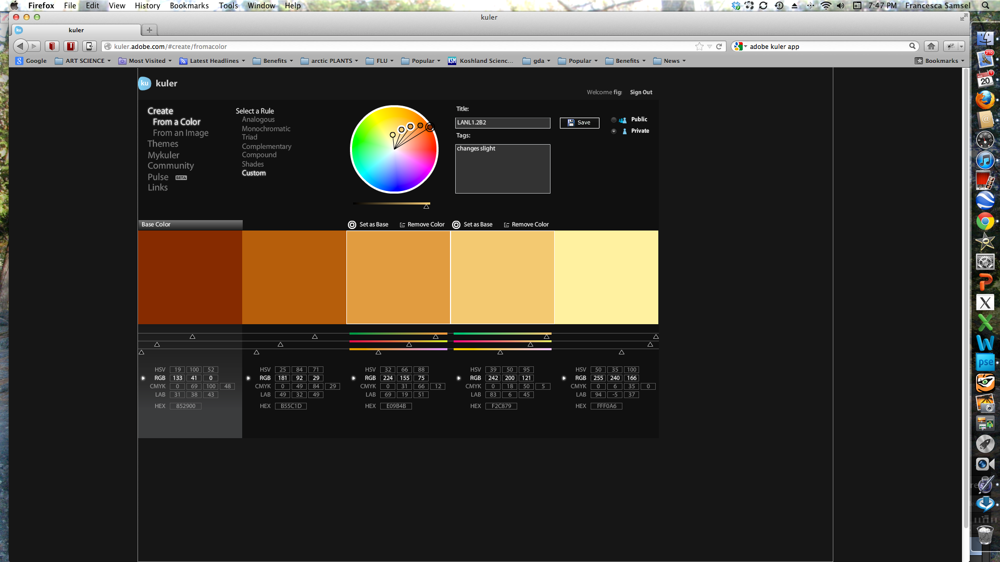 Firefox File Edit View History Bookmarks Tools Window Help 7:47 PM Francesca Samsel
kuler
ku kuler
kuler.adobe.com/#create/fromacolor adobe kuler app
Google ART SCIENCE Most Visited Latest Headlines Benefits arctic PLANTS FLU Popular KSM Koshland Scienc... gda Popular Benefits News Bookmarks
ku kuler
Welcome figs Sign Out
Create
From a Color
From an Image
Themes
Mykuler
Community
Pulse BETA
Links
Select a Rule
Analogous
Monochromatic
Triad
Complementary
Compound
Shades
Custom
Title:
LANL1.2B2
Save
Public
Private
Tags:
changes slight
Base Color
Set as Base Remove Color Set as Base Remove Color
HSV 19 100 52
RGB 133 41 0
CMYK 0 69 100 48
LAB 31 38 43
HEX 852900
HSV 25 84 71
RGB 181 92 29
CMYK 0 49 84 29
LAB 49 32 49
HEX B55C1D
HSV 32 66 88
RGB 224 155 75
CMYK 0 31 66 12
LAB 69 19 51
HEX E09B4B
HSV 39 50 95
RGB 242 200 121
CMYK 0 18 50 5
LAB 83 6 45
HEX F2C879
HSV 50 35 100
RGB 255 240 166
CMYK 0 6 35 0
LAB 94 -5 37
HEX FFF0A6
210
1
20
pse